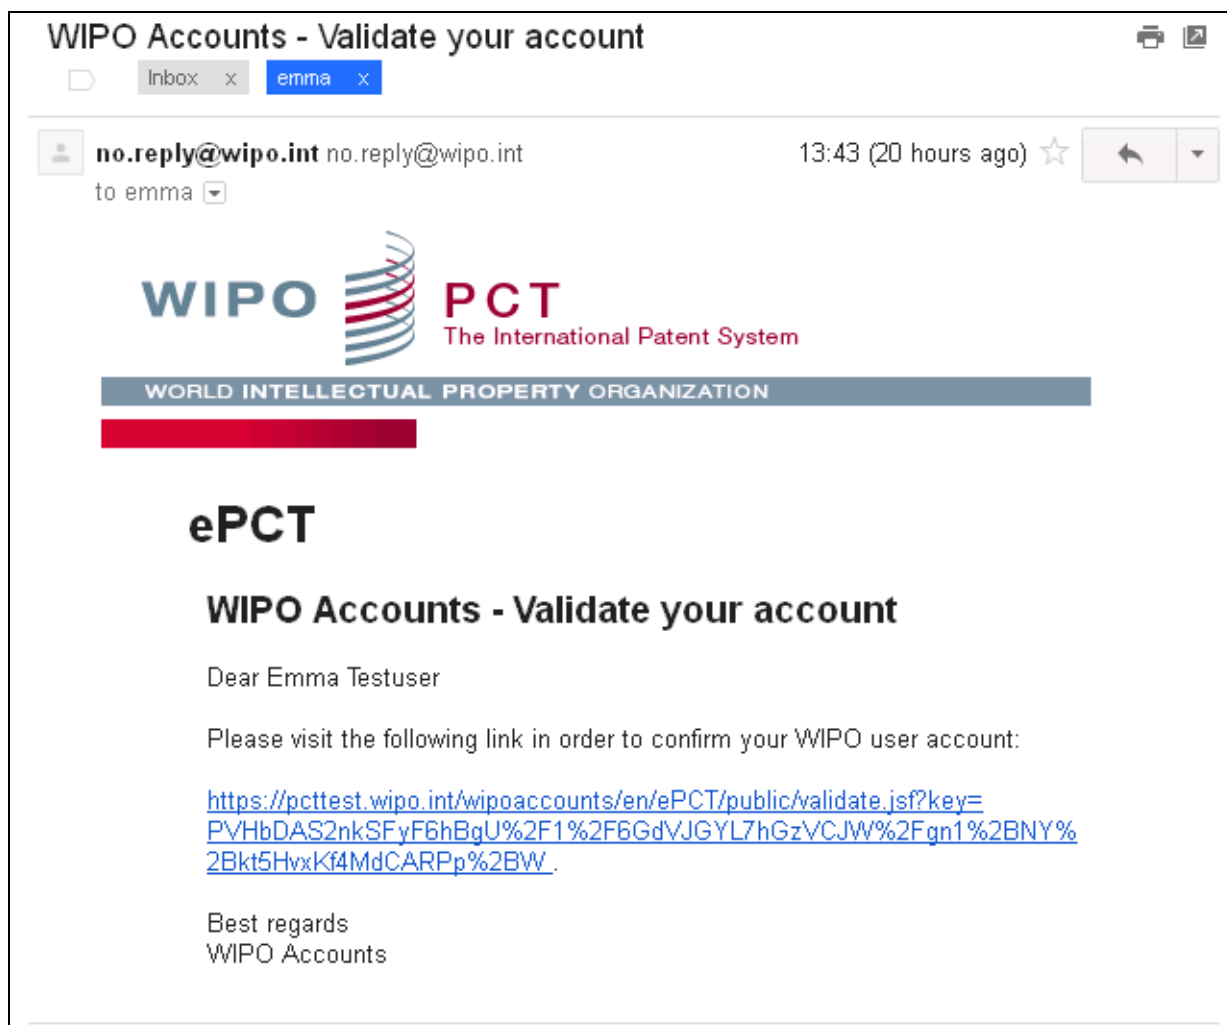 WIPO Accounts - Validate your account
Inbox x emma x
no.reply@wipo.int no.reply@wipo.int 13:43 (20 hours ago)
to emma
WIPO PCT
The International Patent System
WORLD INTELLECTUAL PROPERTY ORGANIZATION
ePCT
WIPO Accounts - Validate your account
Dear Emma Testuser
Please visit the following link in order to confirm your WIPO user account:
https://pcttest.wipo.int/wipoaccounts/en/ePCT/public/validate.jsf?key=
PVHbDAS2nkSFyF6hBgU%2F1%2F6GdVJGYL7hGzVCJW%2Fgn1%2BNY%
2Bkt5HvxKf4MdCARPp%2BW .
Best regards
WIPO Accounts